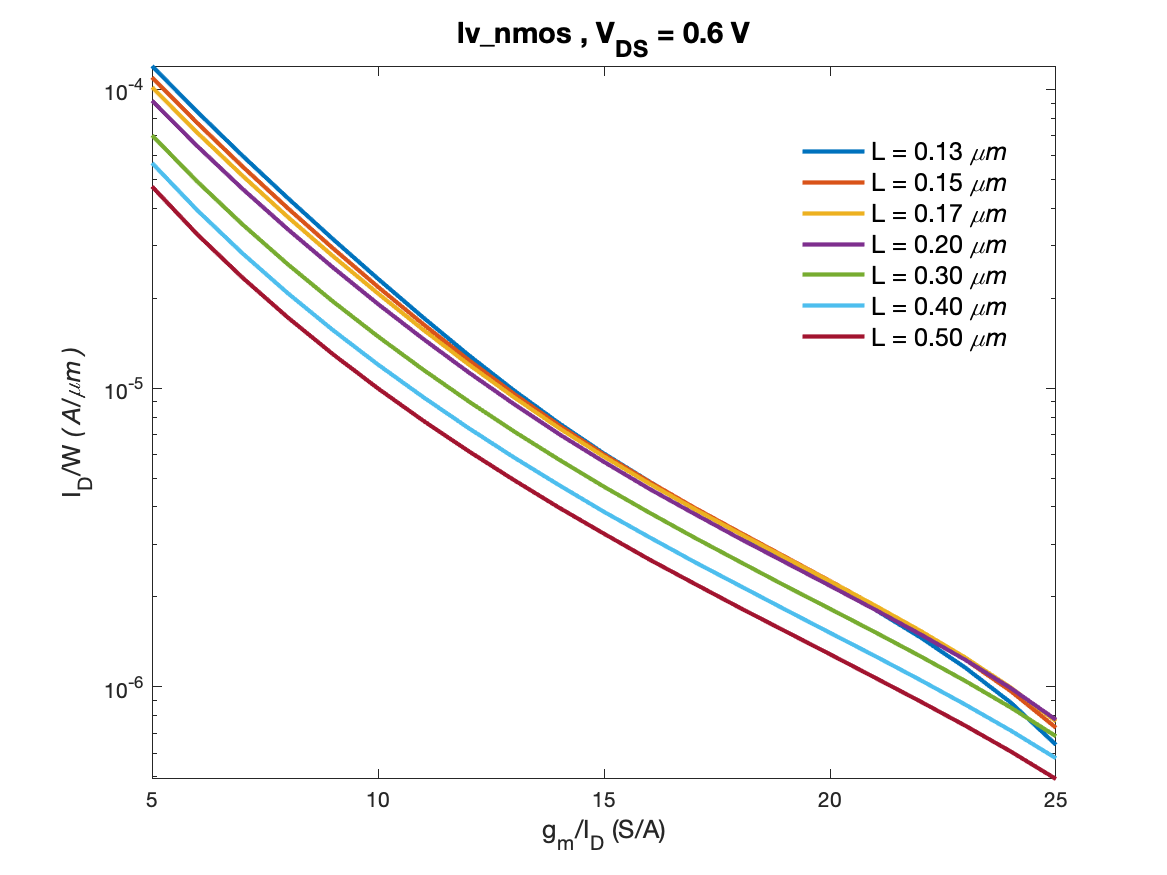 lv_nmos , V_DS = 0.6 V
10^-4
10^-5
10^-6
I_D/W ( A/μm )
L = 0.13 μm
L = 0.15 μm
L = 0.17 μm
L = 0.20 μm
L = 0.30 μm
L = 0.40 μm
L = 0.50 μm
5 10 15 20 25
g_m/I_D (S/A)